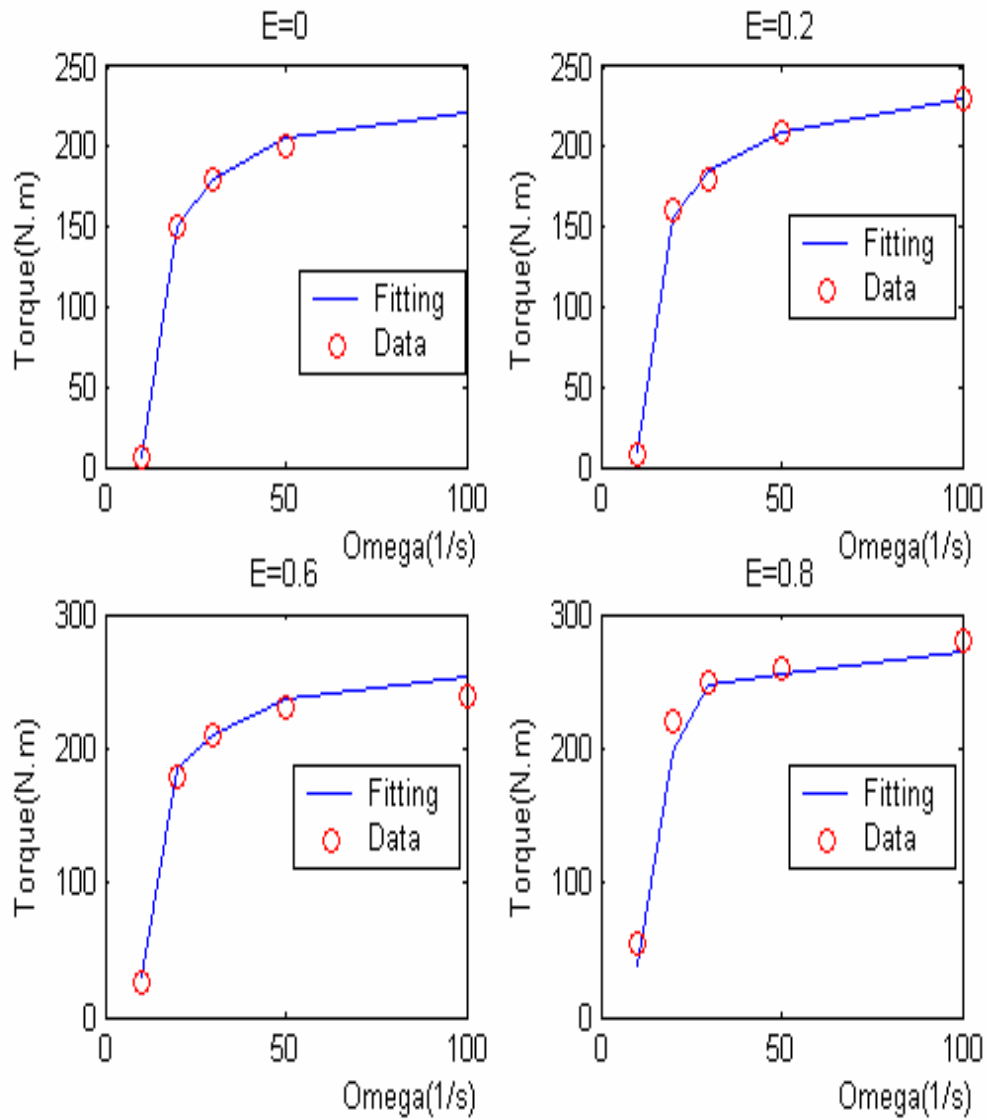 E=0
250
200
150
100
50
0
Torque(N.m)
Fitting
Data
0 50 100
Omega(1/s)
E=0.2
250
200
150
100
50
0
Torque(N.m)
Fitting
Data
0 50 100
Omega(1/s)
E=0.6
300
200
100
0
Torque(N.m)
Fitting
Data
0 50 100
Omega(1/s)
E=0.8
300
200
100
0
Torque(N.m)
Fitting
Data
0 50 100
Omega(1/s)